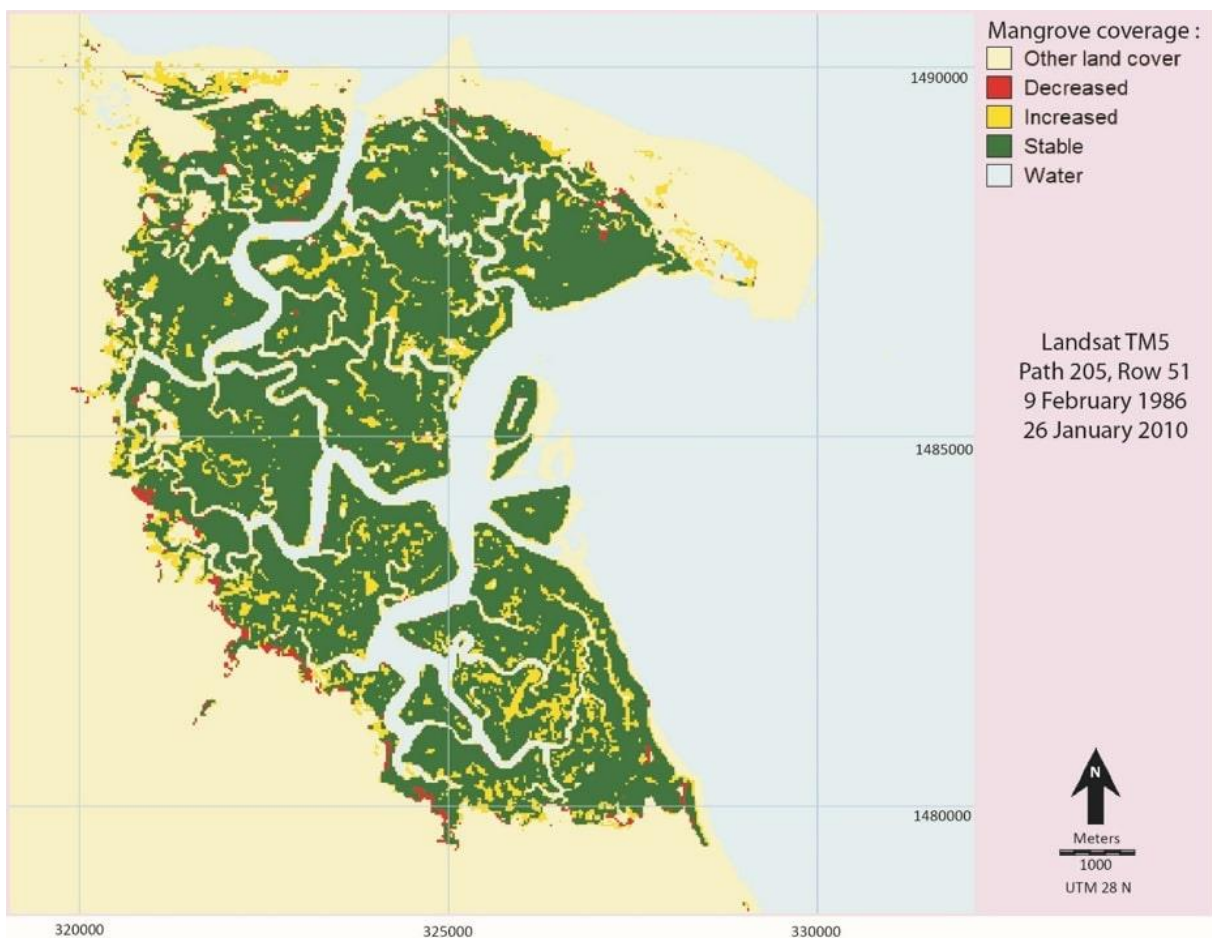 Mangrove coverage :
Other land cover
Decreased
Increased
Stable
Water
1490000
Landsat TM5
Path 205, Row 51
9 February 1986
26 January 2010
1485000
1480000
N
Meters
1000
UTM 28 N
320000
325000
330000